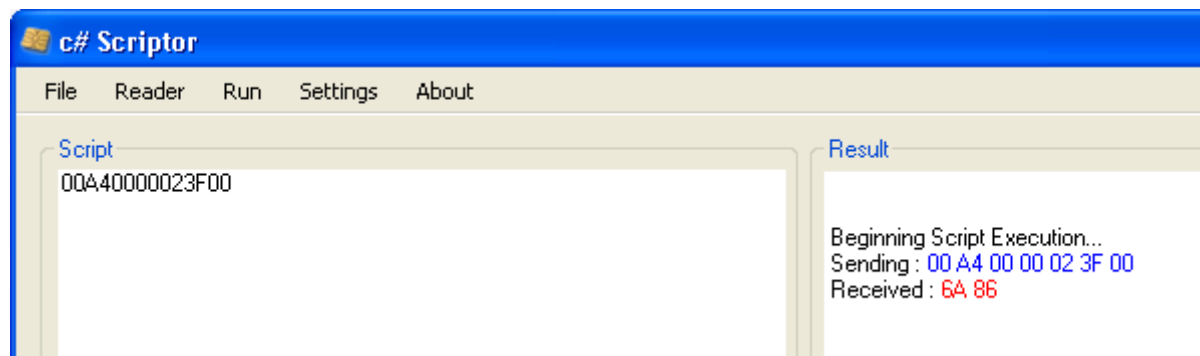 c# Scriptor
File Reader Run Settings About
Script
00A40000023F00
Result
Beginning Script Execution...
Sending : 00 A4 00 00 02 3F 00
Received : 6A 86